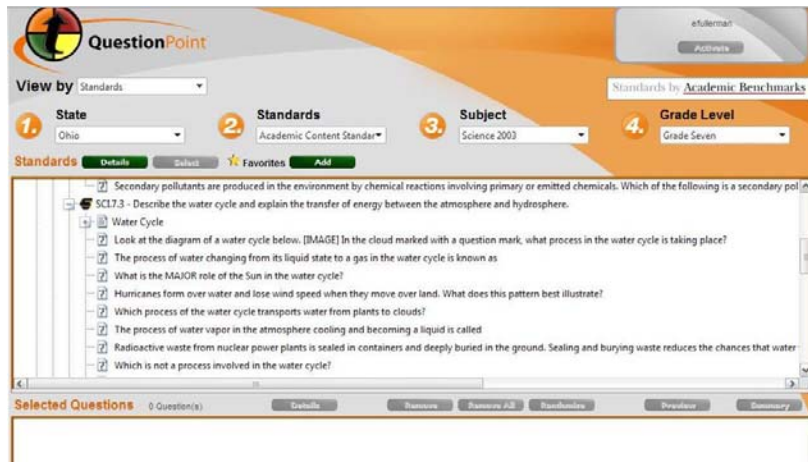 efullerman
t QuestionPoint
Activate
View by Standards
Standards by Academic Benchmarks
1. State
Ohio
2. Standards
Academic Content Standar
3. Subject
Science 2003
4. Grade Level
Grade Seven
Standards Details Select Favorites Add
Secondary pollutants are produced in the environment by chemical reactions involving primary or emitted chemicals. Which of the following is a secondary pol
SCI.7.3 - Describe the water cycle and explain the transfer of energy between the atmosphere and hydrosphere.
Water Cycle
Look at the diagram of a water cycle below. [IMAGE] In the cloud marked with a question mark, what process in the water cycle is taking place?
The process of water changing from its liquid state to a gas in the water cycle is known as
What is the MAJOR role of the Sun in the water cycle?
Hurricanes form over water and lose wind speed when they move over land. What does this pattern best illustrate?
Which process of the water cycle transports water from plants to clouds?
The process of water vapor in the atmosphere cooling and becoming a liquid is called
Radioactive waste from nuclear power plants is sealed in containers and deeply buried in the ground. Sealing and burying waste reduces the chances that water
Which is not a process involved in the water cycle?
Selected Questions 0 Question(s) Details Remove Remove All Randomize Preview Summary